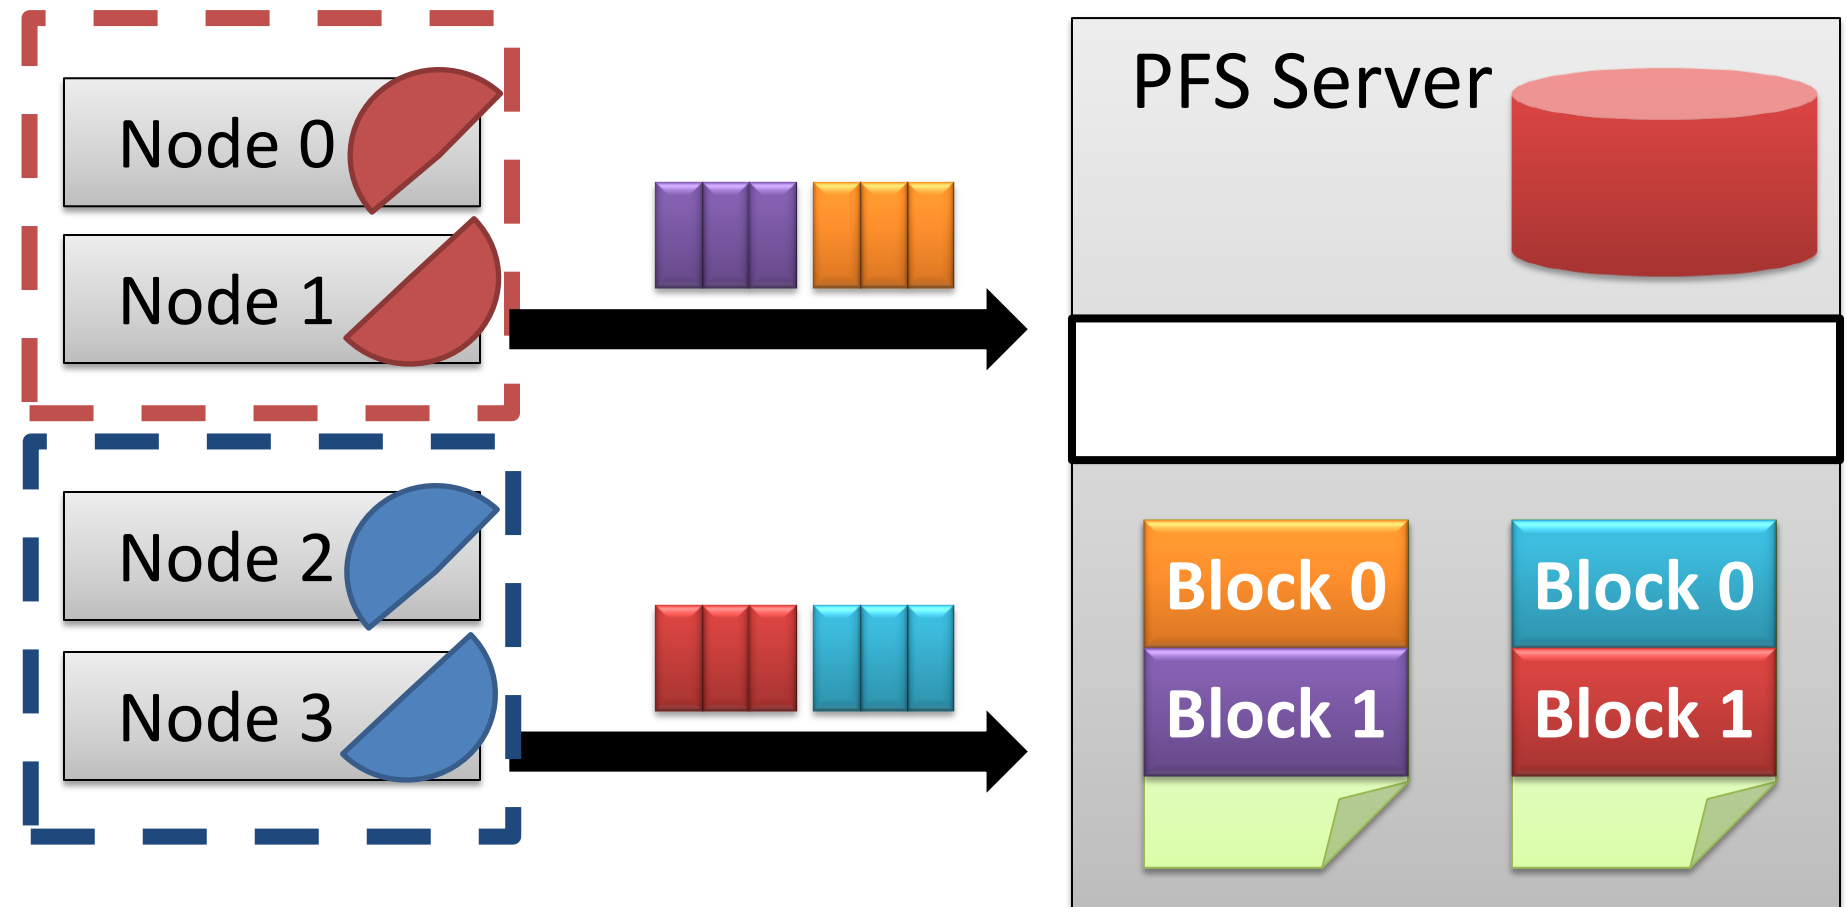 PFS Server
Node 0
Node 1
Node 2
Node 3
Block 0
Block 0
Block 1
Block 1